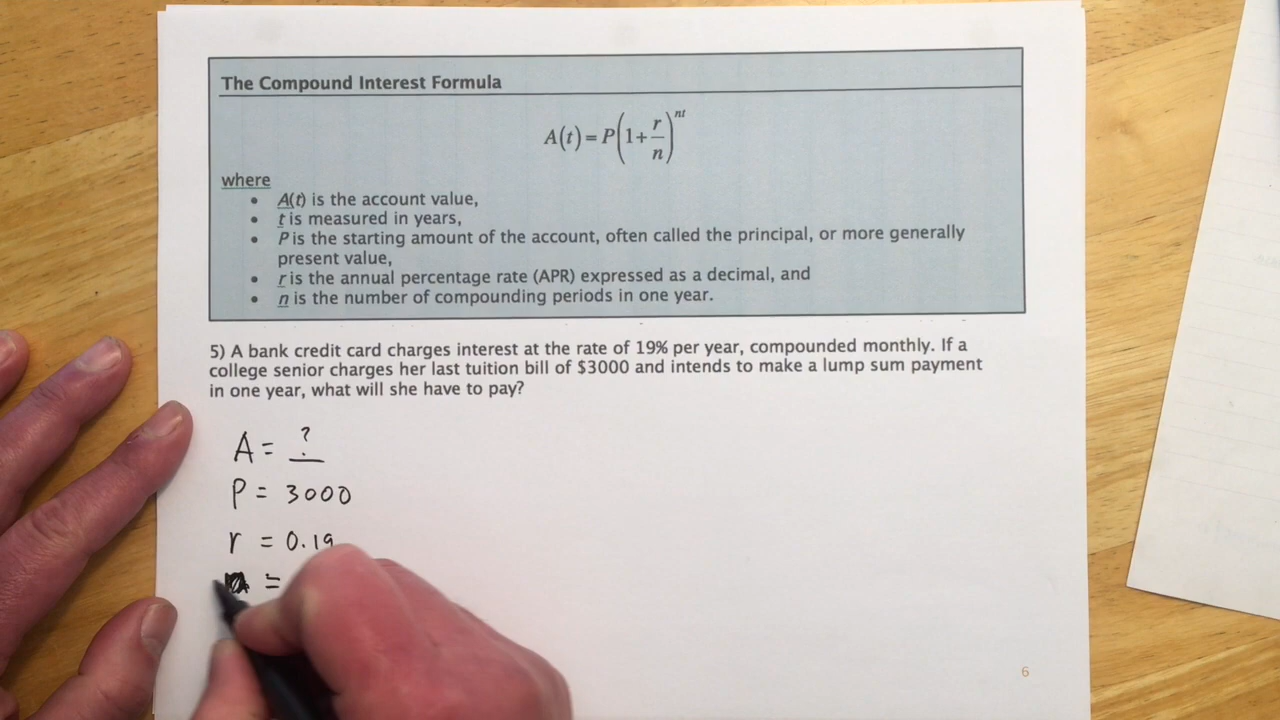 The Compound Interest Formula
A(t) = P(1 + r/n)^nt
where
• A(t) is the account value,
• t is measured in years,
• P is the starting amount of the account, often called the principal, or more generally
present value,
• r is the annual percentage rate (APR) expressed as a decimal, and
• n is the number of compounding periods in one year.
5) A bank credit card charges interest at the rate of 19% per year, compounded monthly. If a
college senior charges her last tuition bill of $3000 and intends to make a lump sum payment
in one year, what will she have to pay?
A = ?
P = 3000
r = 0.19
=
6